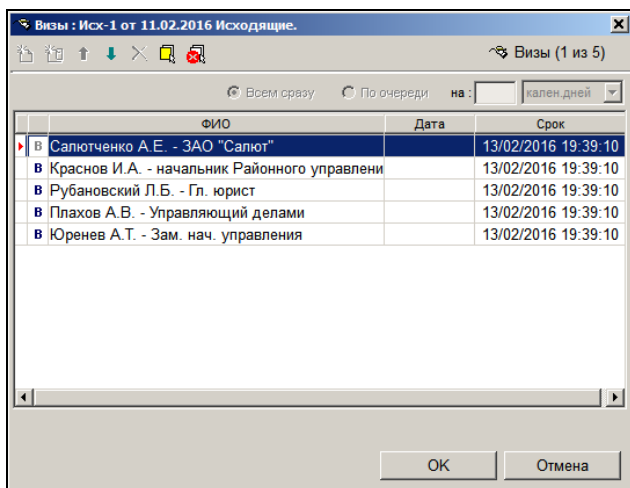 Визы : Исх-1 от 11.02.2016 Исходящие.
Визы (1 из 5)
Всем сразу По очереди на : кален.дней
ФИО Дата Срок
В Салютченко А.Е. - ЗАО "Салют" 13/02/2016 19:39:10
В Краснов И.А. - начальник Районного управлени 13/02/2016 19:39:10
В Рубановский Л.Б. - Гл. юрист 13/02/2016 19:39:10
В Плахов А.В. - Управляющий делами 13/02/2016 19:39:10
В Юренев А.Т. - Зам. нач. управления 13/02/2016 19:39:10
OK Отмена